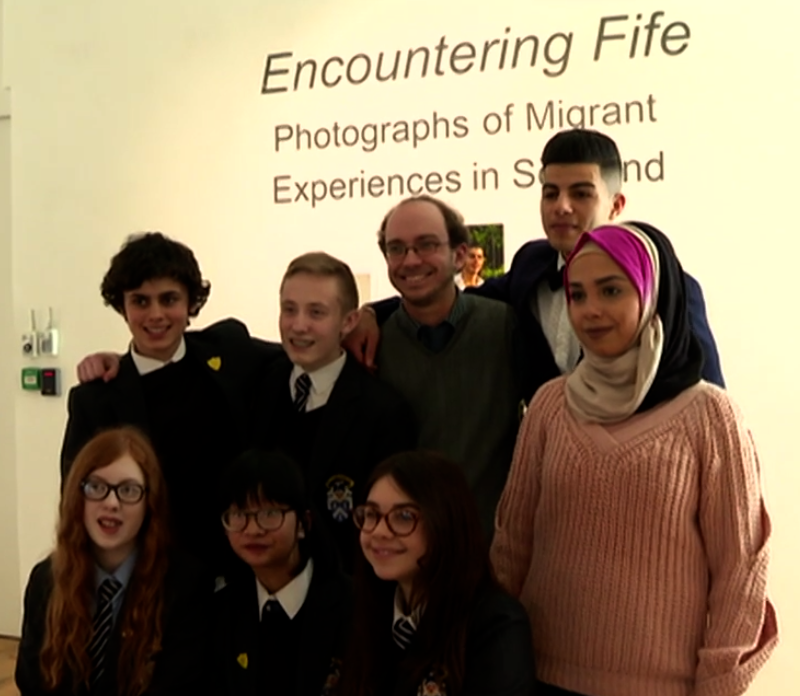 Encountering Fife
Photographs of Migrant
Experiences in